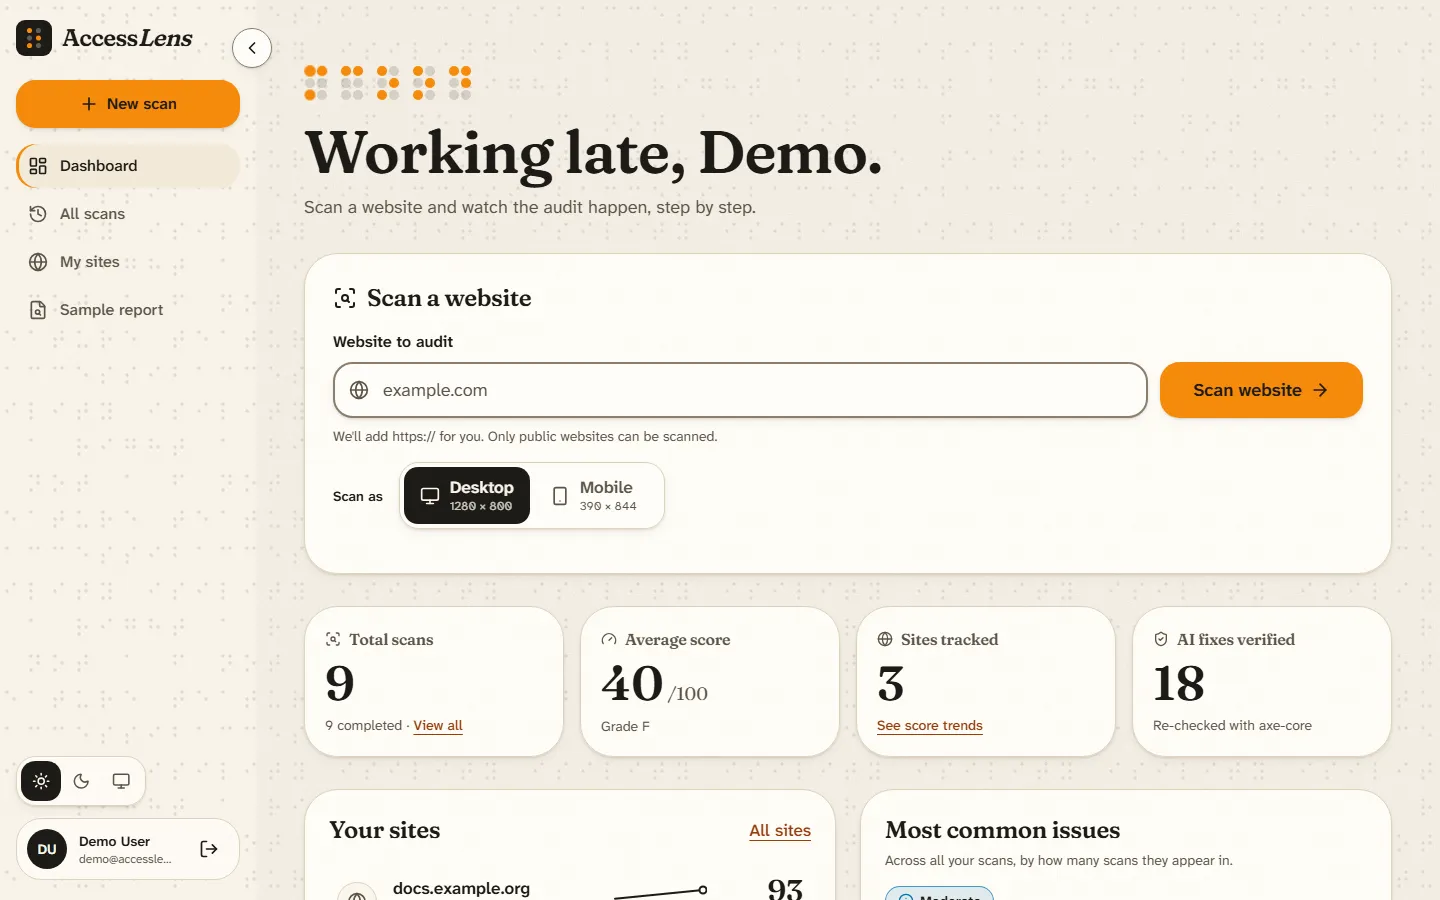 AccessLens
New scan
Dashboard
All scans
My sites
Sample report
DU
Demo User
demo@accessle...
Working late, Demo.
Scan a website and watch the audit happen, step by step.
Scan a website
Website to audit
example.com
Scan website
We'll add https:// for you. Only public websites can be scanned.
Scan as
Desktop
1280 × 800
Mobile
390 × 844
Total scans
9
9 completed · View all
Average score
40 /100
Grade F
Sites tracked
3
See score trends
AI fixes verified
18
Re-checked with axe-core
Your sites
All sites
docs.example.org
93
Most common issues
Across all your scans, by how many scans they appear in.
Moderate